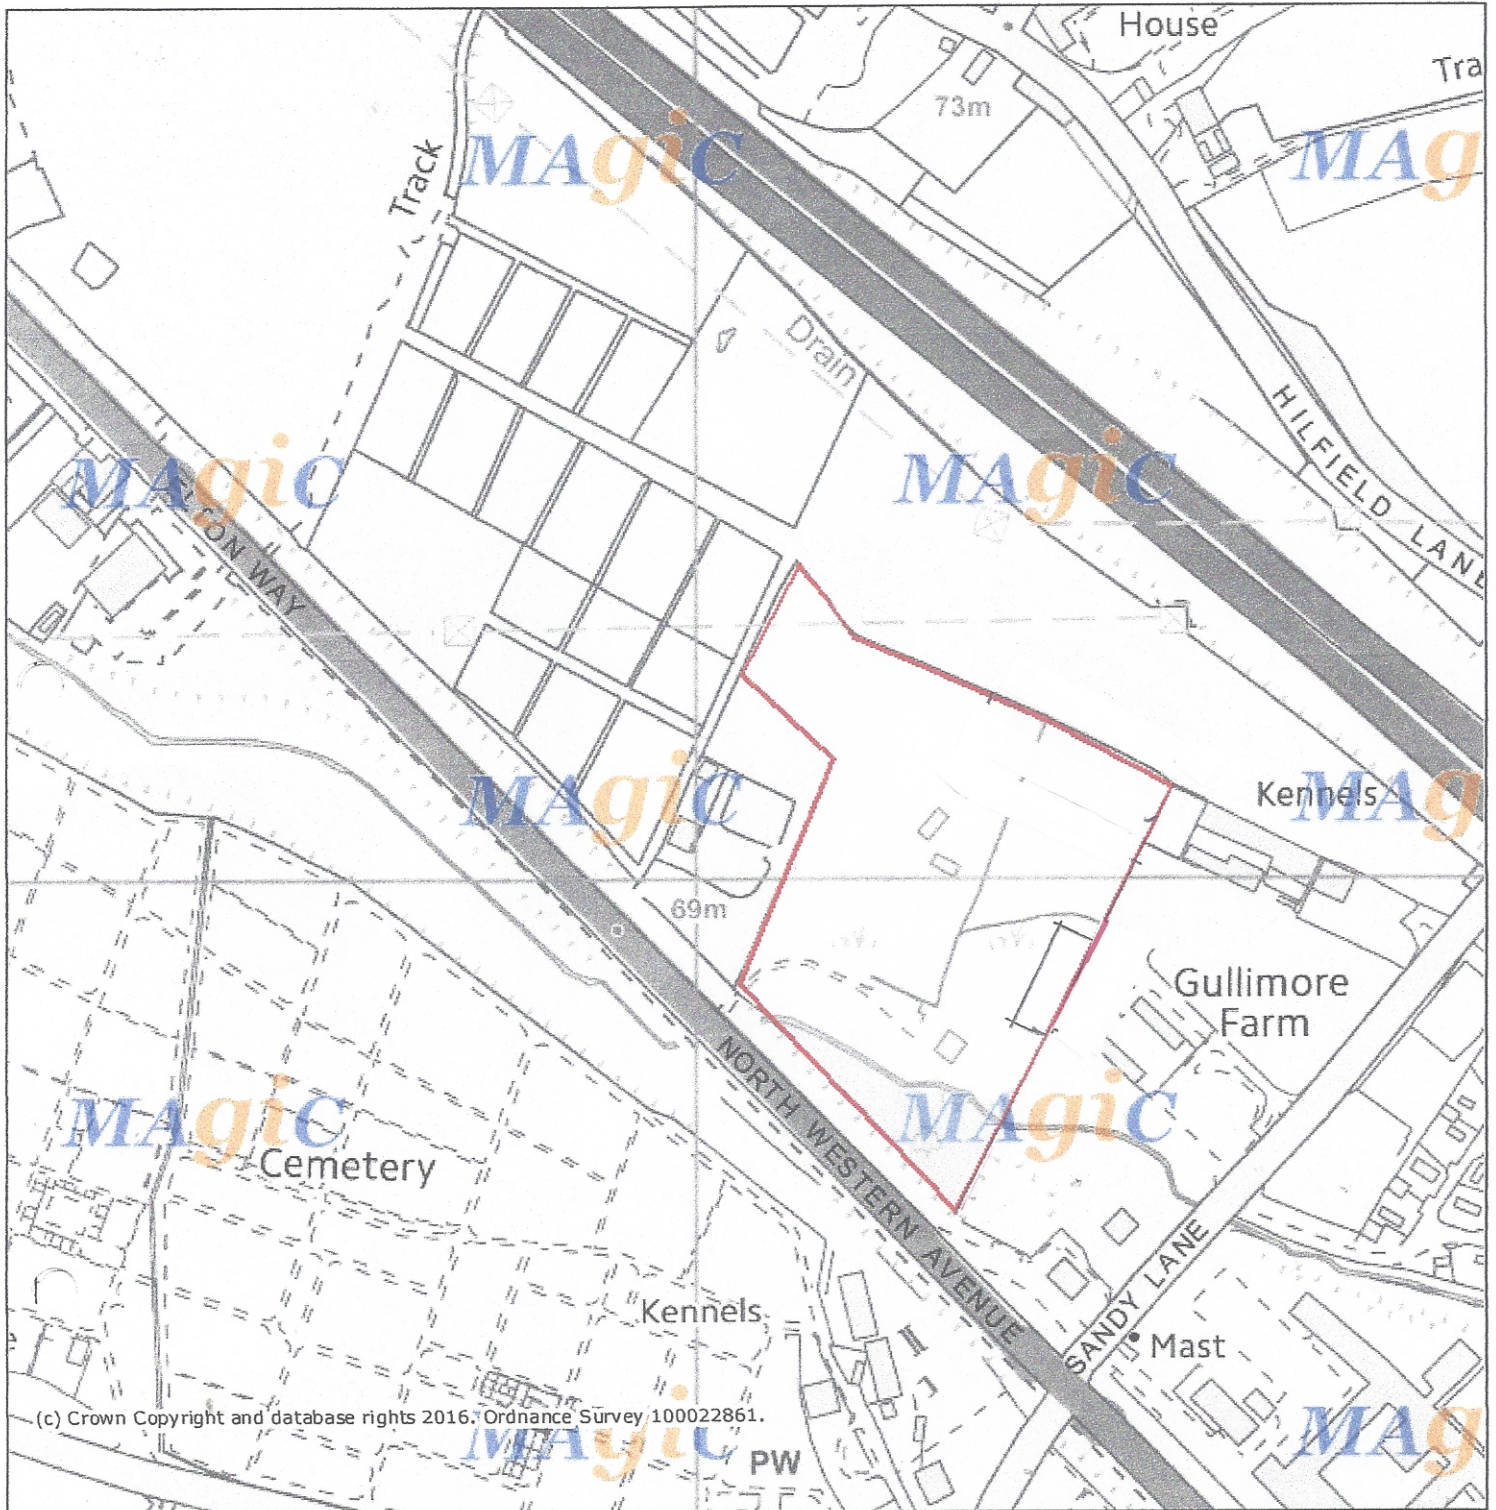 House
Tra
73m
MAgiC
MAg
Track
Drain
HILFIELD LANE
MAgiC
MAgiC
ELTON WAY
MAgiC
Kennels
MAg
69m
Gullimore
Farm
NORTH WESTERN AVENUE
MAgiC
MAgiC
Cemetery
SANDY LANE
Kennels
Mast
(c) Crown Copyright and database rights 2016. Ordnance Survey 100022861.
MAgiC
MAg
PW